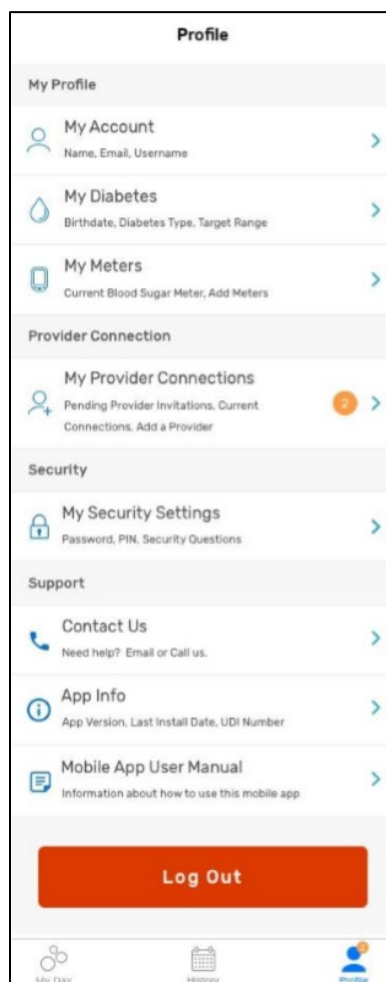 Profile
My Profile
My Account
Name, Email, Username
My Diabetes
Birthdate, Diabetes Type, Target Range
My Meters
Current Blood Sugar Meter, Add Meters
Provider Connection
My Provider Connections
Pending Provider Invitations, Current
2
Connections, Add a Provider
Security
My Security Settings
Password, PIN, Security Questions
Support
Contact Us
Need help? Email or Call us.
App Info
App Version, Last Install Date, UDI Number
Mobile App User Manual
Information about how to use this mobile app
Log Out
2
My Day
History
Profile